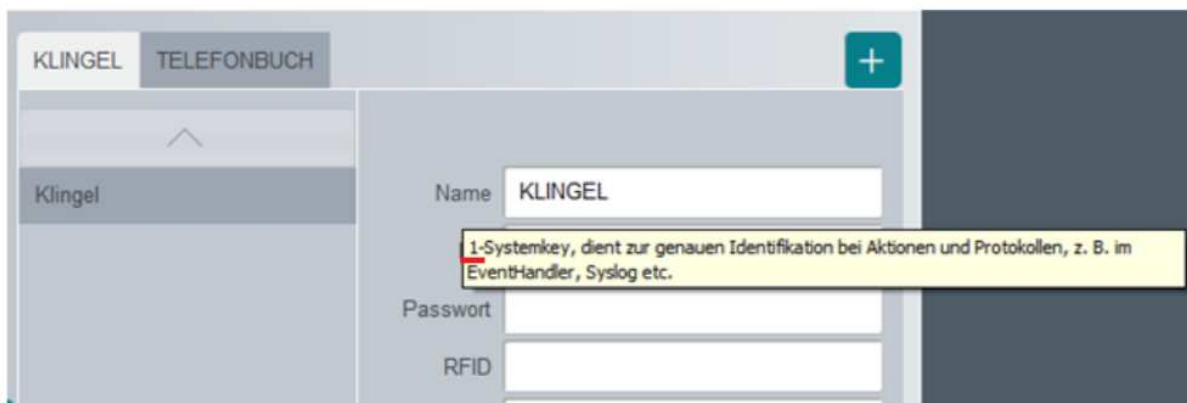 KLINGEL TELEFONBUCH +
Klingel
Name KLINGEL
1-Systemkey, dient zur genauen Identifikation bei Aktionen und Protokollen, z. B. im
EventHandler, Syslog etc.
Passwort
RFID